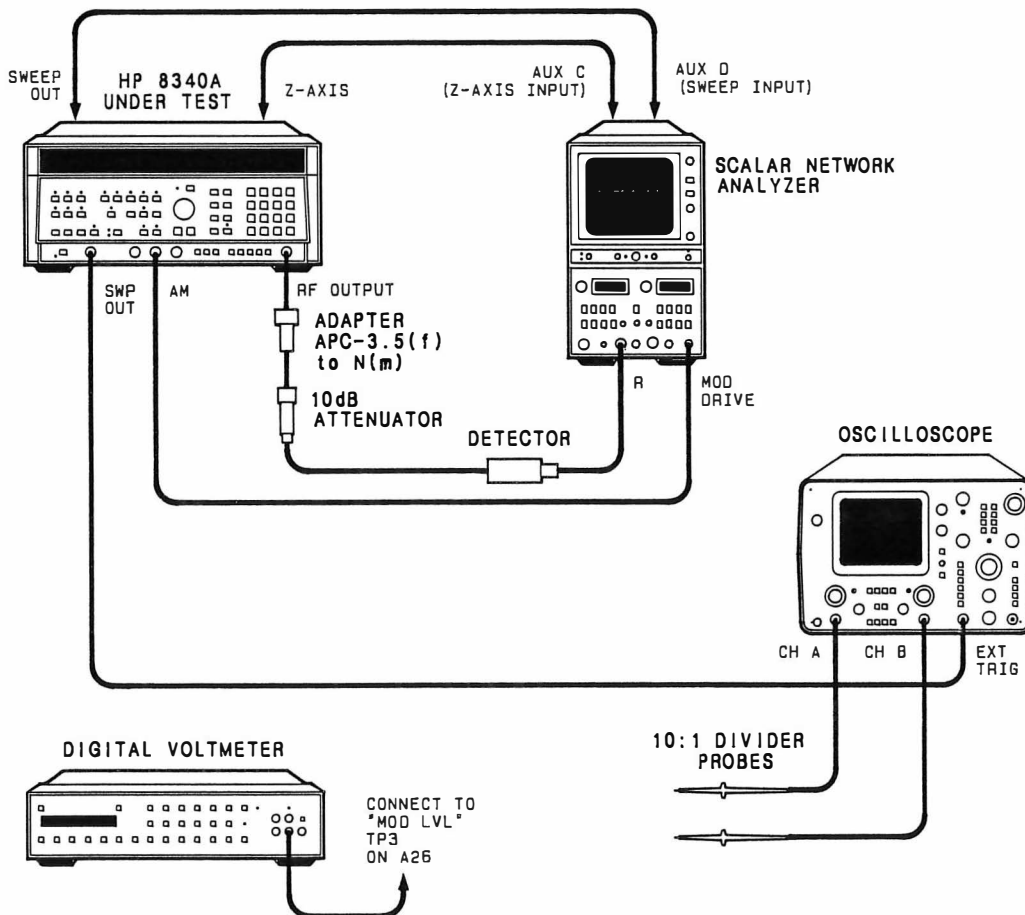 SWEEP
OUT
HP 8340A
UNDER TEST
Z-AXIS
AUX C
(Z-AXIS INPUT)
AUX D
(SWEEP INPUT)
SCALAR NETWORK
ANALYZER
SWP
OUT
AM
RF OUTPUT
ADAPTER
APC-3.5(f)
to N(m)
10dB
ATTENUATOR
DETECTOR
R
MOD
DRIVE
OSCILLOSCOPE
CH A
CH B
EXT
TRIG
DIGITAL VOLTMETER
10:1 DIVIDER
PROBES
CONNECT TO
"MOD LVL"
TP3
ON A26